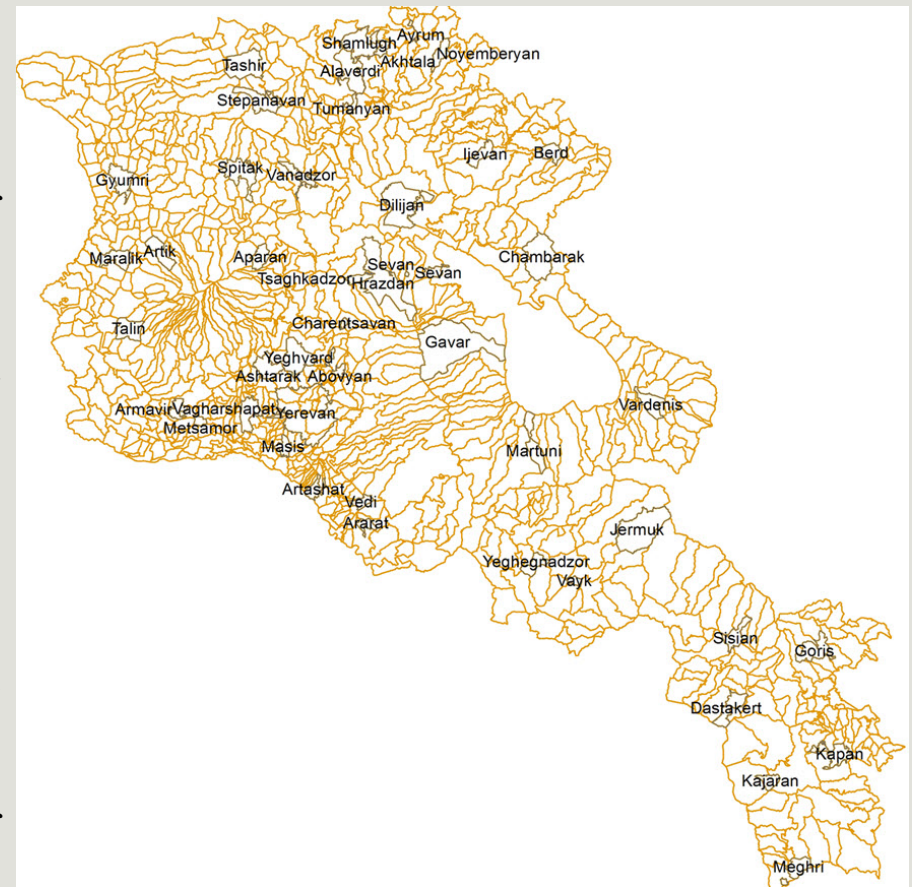 Ayrum
Shamlugh
Noyemberyan
Akhtala
Tashir
Alaverdi
Stepanavan
Tumanyan
Ijevan
Berd
Spitak
Vanadzor
Gyumri
Dilijan
Artik
Maralik
Aparan
Chambarak
Sevan
Sevan
Tsaghkadzor
Hrazdan
Charentsavan
Talin
Gavar
Yeghvard
Ashtarak
Abovyan
Vardenis
Armavir
Vagharshapat
Yerevan
Metsamor
Masis
Martuni
Artashat
Vedi
Ararat
Jermuk
Yeghegnadzor
Vayk
Sisian
Goris
Dastakert
Kapan
Kajaran
Meghri